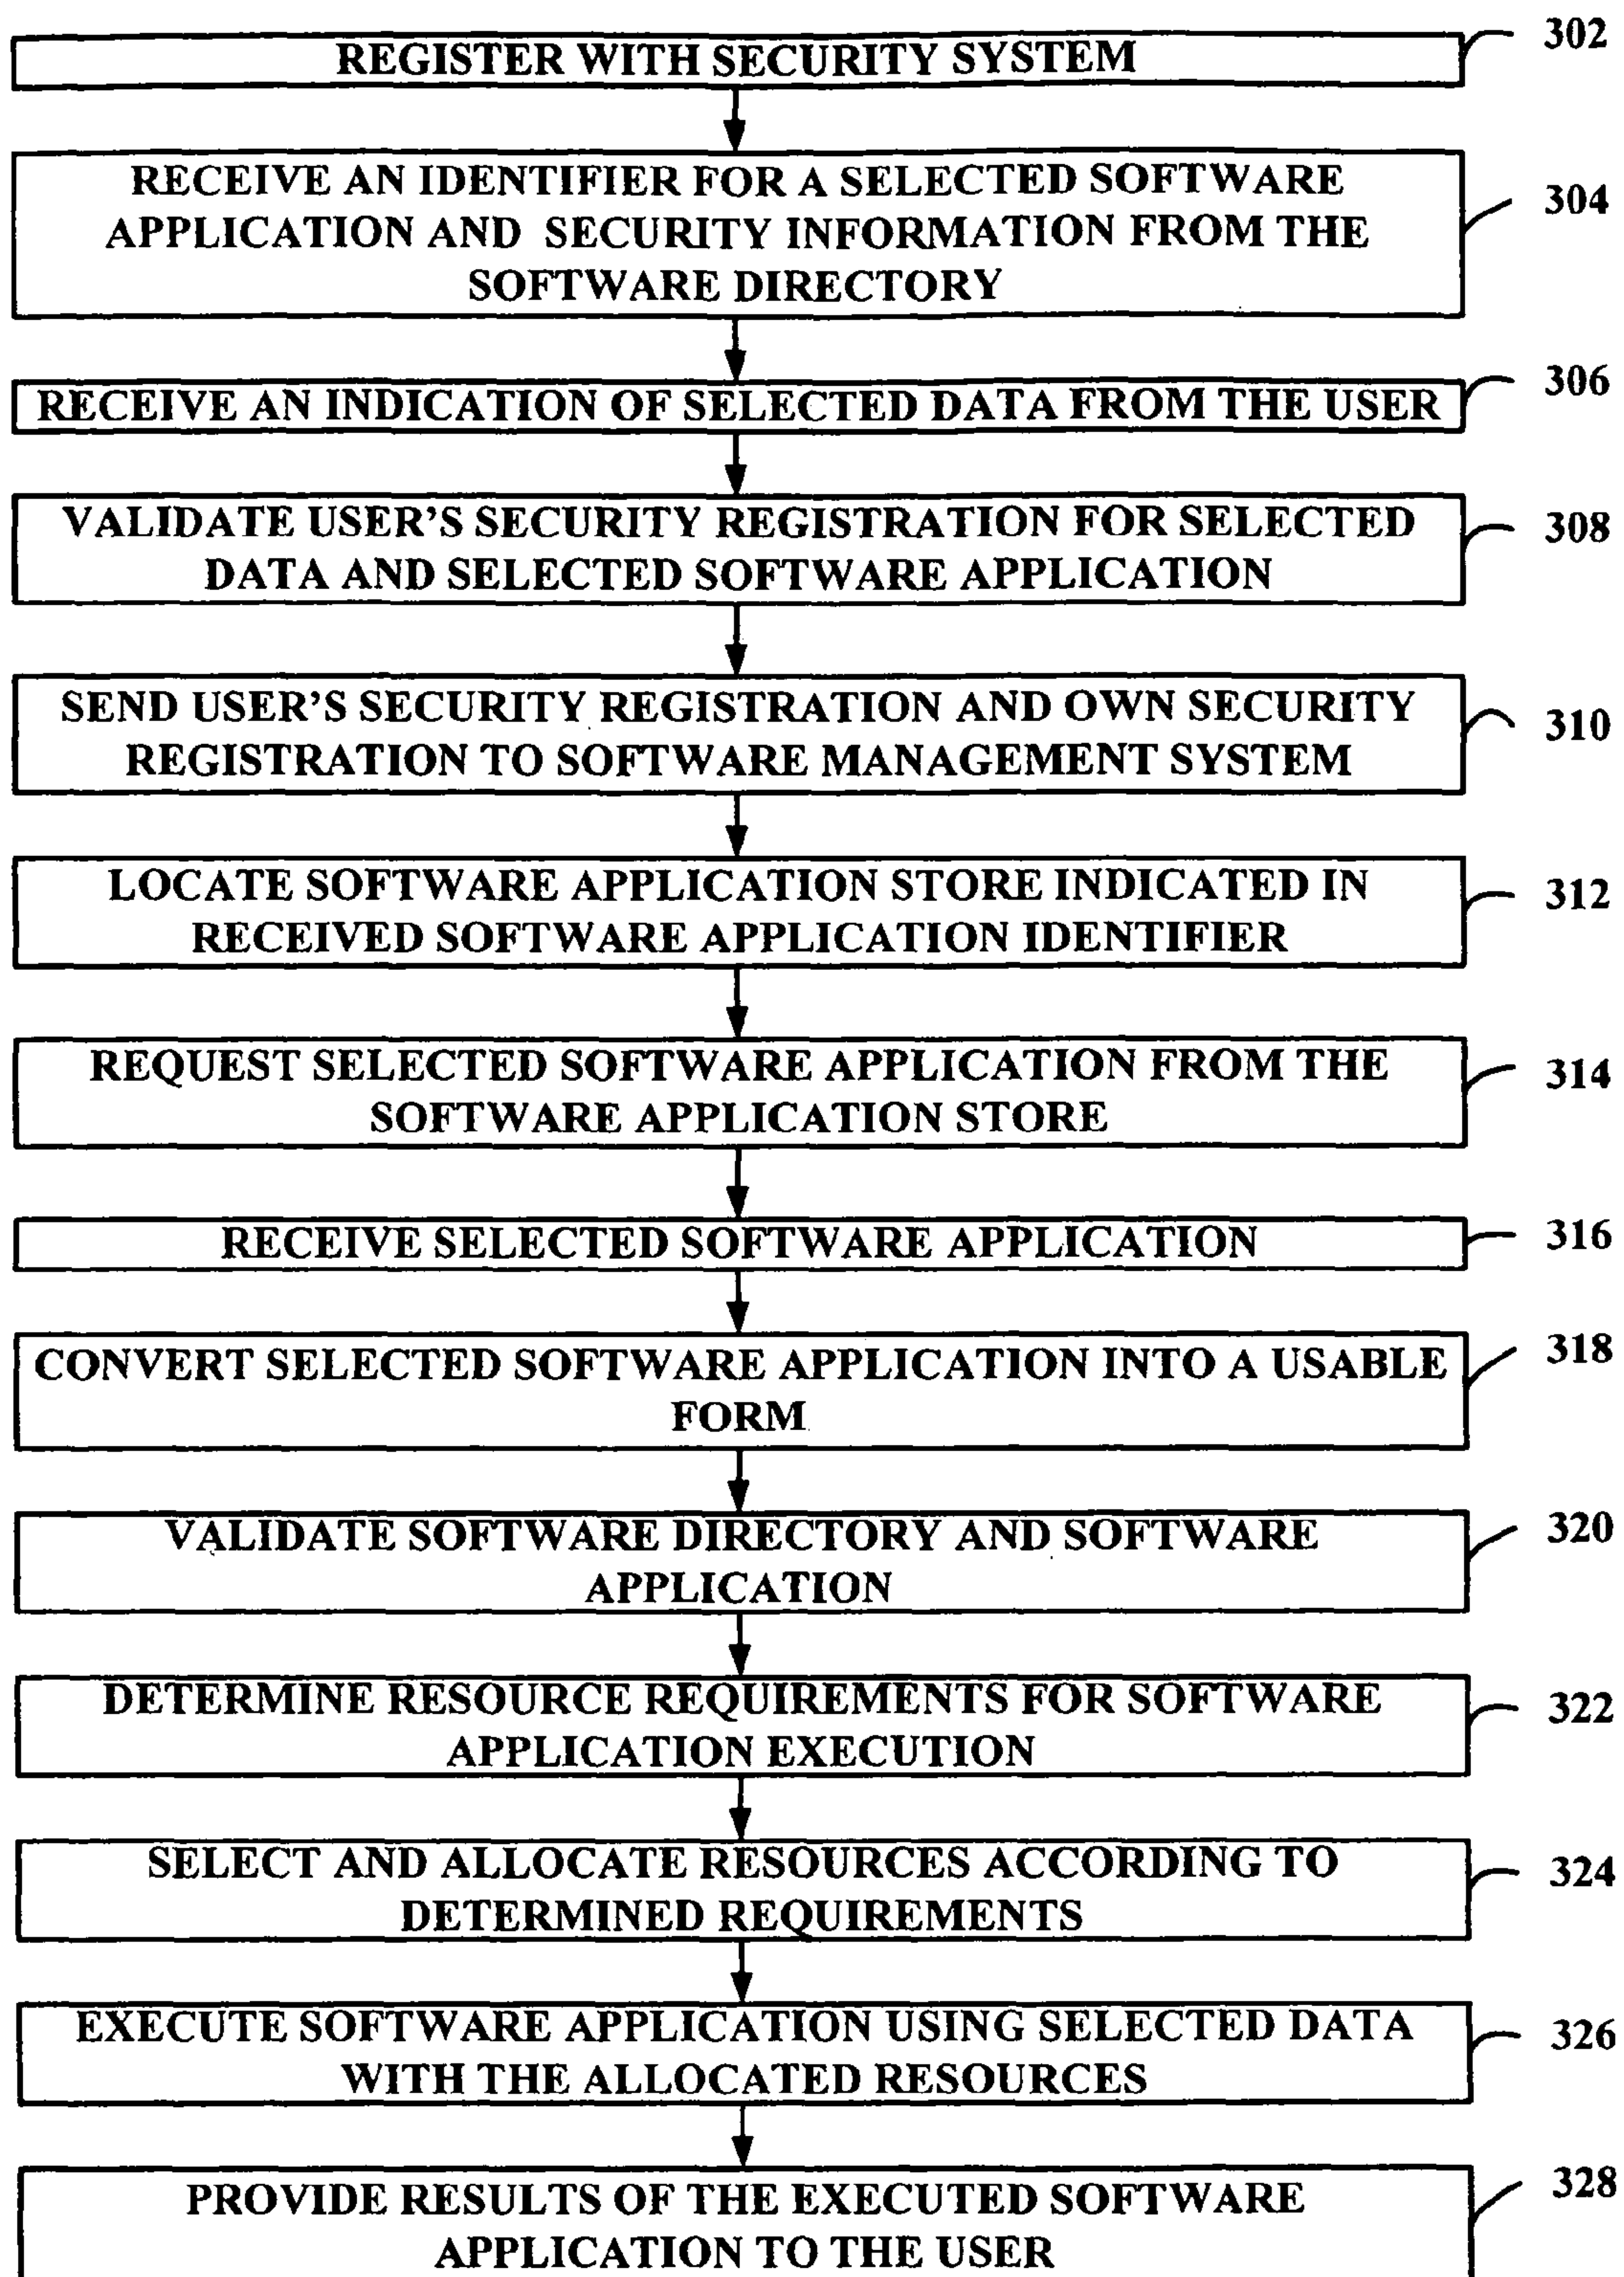 REGISTER WITH SECURITY SYSTEM
302
RECEIVE AN IDENTIFIER FOR A SELECTED SOFTWARE
APPLICATION AND SECURITY INFORMATION FROM THE
SOFTWARE DIRECTORY
304
RECEIVE AN INDICATION OF SELECTED DATA FROM THE USER
306
VALIDATE USER'S SECURITY REGISTRATION FOR SELECTED
DATA AND SELECTED SOFTWARE APPLICATION
308
SEND USER'S SECURITY REGISTRATION AND OWN SECURITY
REGISTRATION TO SOFTWARE MANAGEMENT SYSTEM
310
LOCATE SOFTWARE APPLICATION STORE INDICATED IN
RECEIVED SOFTWARE APPLICATION IDENTIFIER
312
REQUEST SELECTED SOFTWARE APPLICATION FROM THE
SOFTWARE APPLICATION STORE
314
RECEIVE SELECTED SOFTWARE APPLICATION
316
CONVERT SELECTED SOFTWARE APPLICATION INTO A USABLE
FORM
318
VALIDATE SOFTWARE DIRECTORY AND SOFTWARE
APPLICATION
320
DETERMINE RESOURCE REQUIREMENTS FOR SOFTWARE
APPLICATION EXECUTION
322
SELECT AND ALLOCATE RESOURCES ACCORDING TO
DETERMINED REQUIREMENTS
324
EXECUTE SOFTWARE APPLICATION USING SELECTED DATA
WITH THE ALLOCATED RESOURCES
326
PROVIDE RESULTS OF THE EXECUTED SOFTWARE
APPLICATION TO THE USER
328